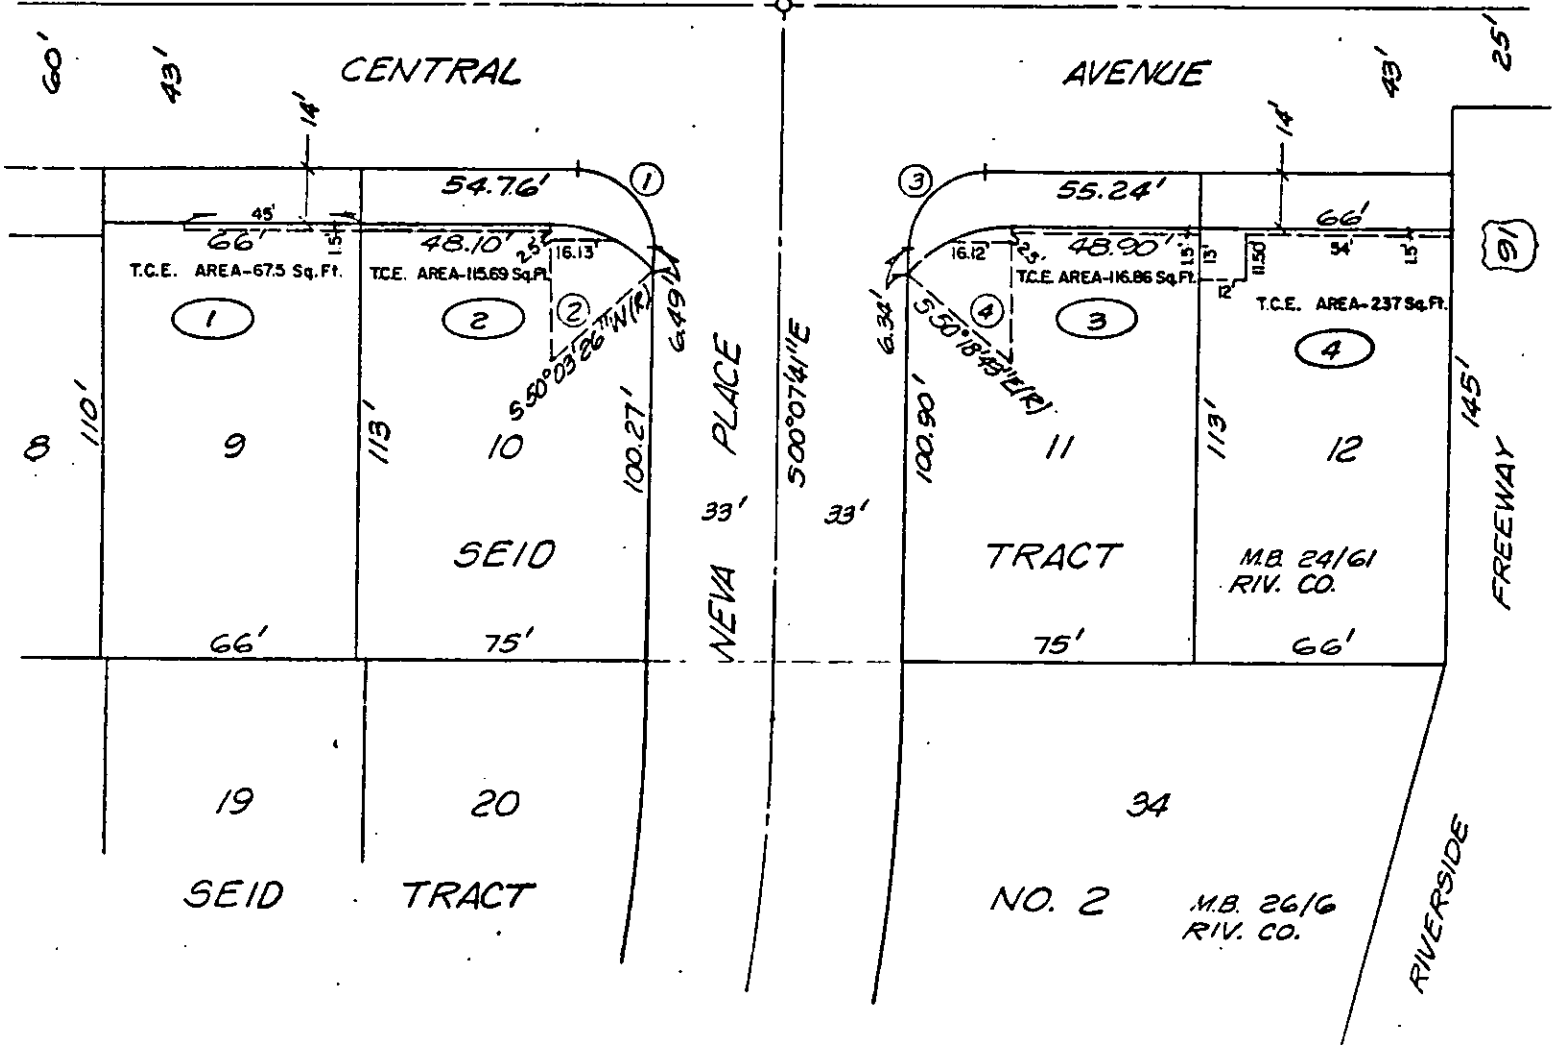 60'
43'
CENTRAL
AVENUE
43'
25'
14'
14'
1
3
54.76'
55.24'
45'
66'
1.5'
48.10'
2.5'
16.13'
16.12'
2.5'
48.90'
1.5'
13'
11.50'
12'
66'
54'
1.5'
91
T.C.E. AREA-67.5 Sq.Ft.
T.C.E. AREA-115.69 Sq.Ft.
T.C.E. AREA-116.86 Sq.Ft.
T.C.E. AREA-237 Sq.Ft.
1
2
2
4
3
4
S 50°03'26"W(R)
6.49'
6.34'
S 50°18'43"E(R)
110'
113'
100.27'
NEVA PLACE
S00°07'41"E
100.90'
113'
145'
8
9
10
11
12
33'
33'
SEID
TRACT
M.B. 24/61
RIV. CO.
FREEWAY
66'
75'
75'
66'
19
20
34
SEID
TRACT
NO. 2
M.B. 26/6
RIV. CO.
RIVERSIDE